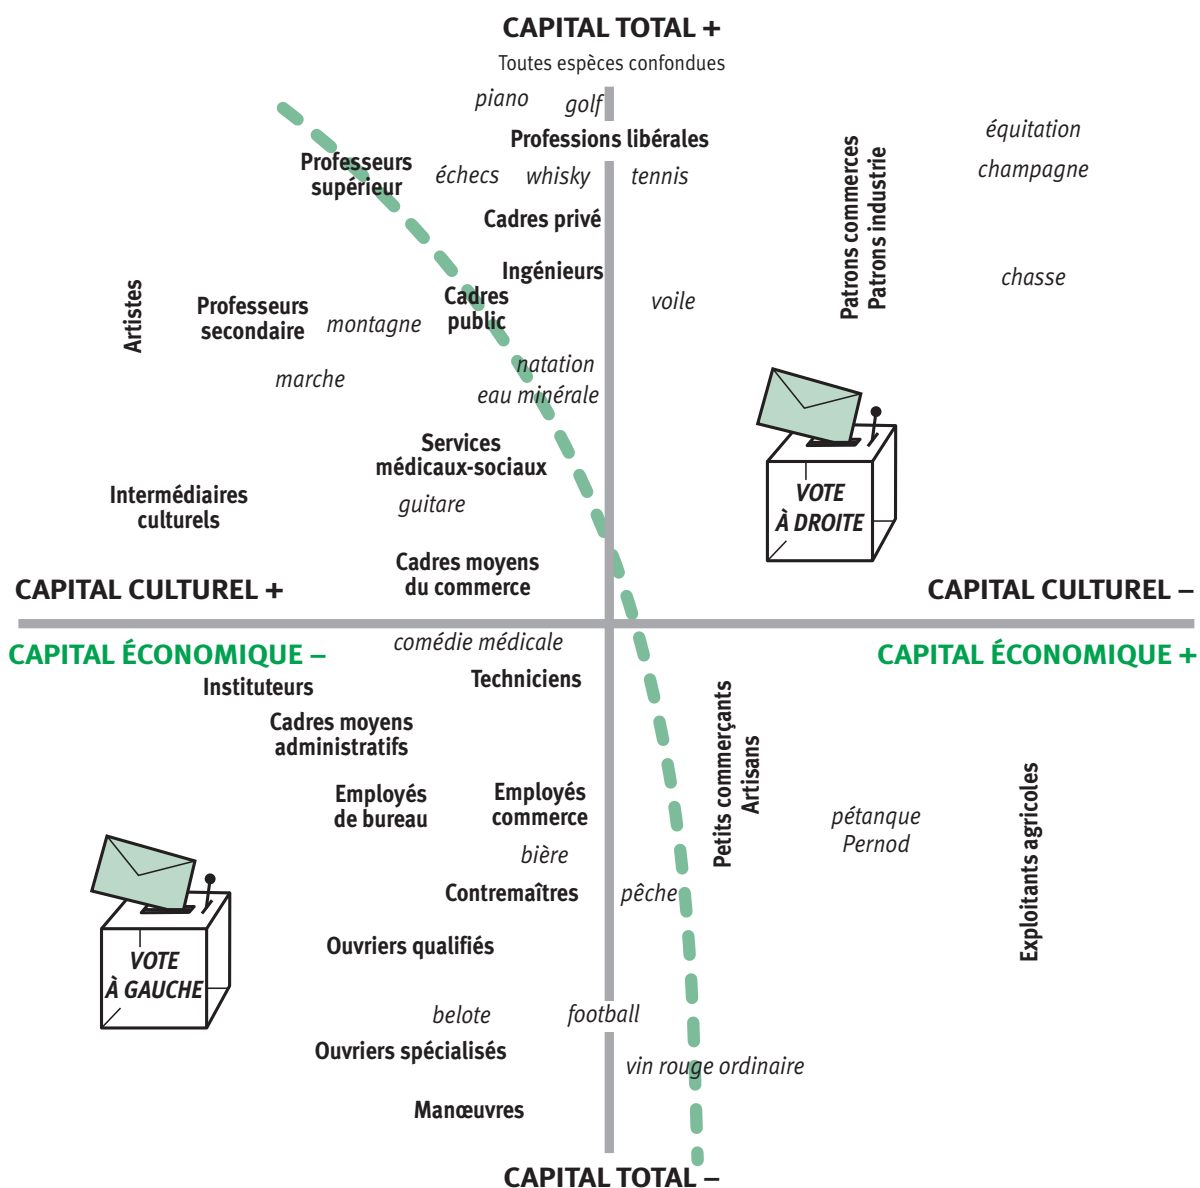 CAPITAL TOTAL +
Toutes espèces confondues
piano
golf
équitation
Professions libérales
Professeurs
supérieur
échecs
whisky
tennis
champagne
Patrons commerces
Patrons industrie
Cadres privé
Ingénieurs
chasse
Artistes
Professeurs
secondaire
montagne
Cadres
public
voile
marche
natation
eau minérale
Services
médicaux-sociaux
guitare
Intermédiaires
culturels
VOTE
À DROITE
Cadres moyens
du commerce
CAPITAL CULTUREL +
CAPITAL CULTUREL –
CAPITAL ÉCONOMIQUE –
comédie médicale
CAPITAL ÉCONOMIQUE +
Instituteurs
Techniciens
Cadres moyens
administratifs
Petits commerçants
Artisans
Employés
de bureau
Employés
commerce
pétanque
Pernod
Exploitants agricoles
bière
Contremaîtres
pêche
Ouvriers qualifiés
VOTE
À GAUCHE
belote
football
Ouvriers spécialisés
vin rouge ordinaire
Manœuvres
CAPITAL TOTAL –